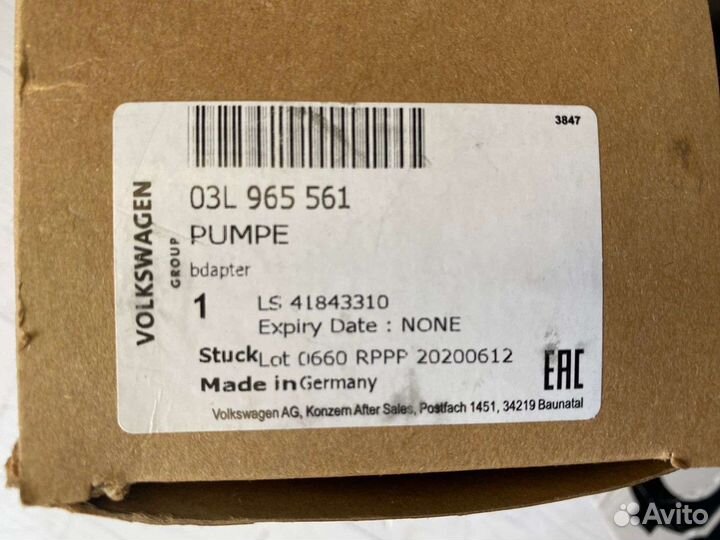 3847
VOLKSWAGEN
GROUP
03L 965 561
PUMPE
bdapter
1 LS 41843310
Expiry Date : NONE
Stuck Lot 0660 RPPP 20200612
Made in Germany
EAC
Volkswagen AG, Konzern After Sales, Postfach 1451, 34219 Baunatal
Avito